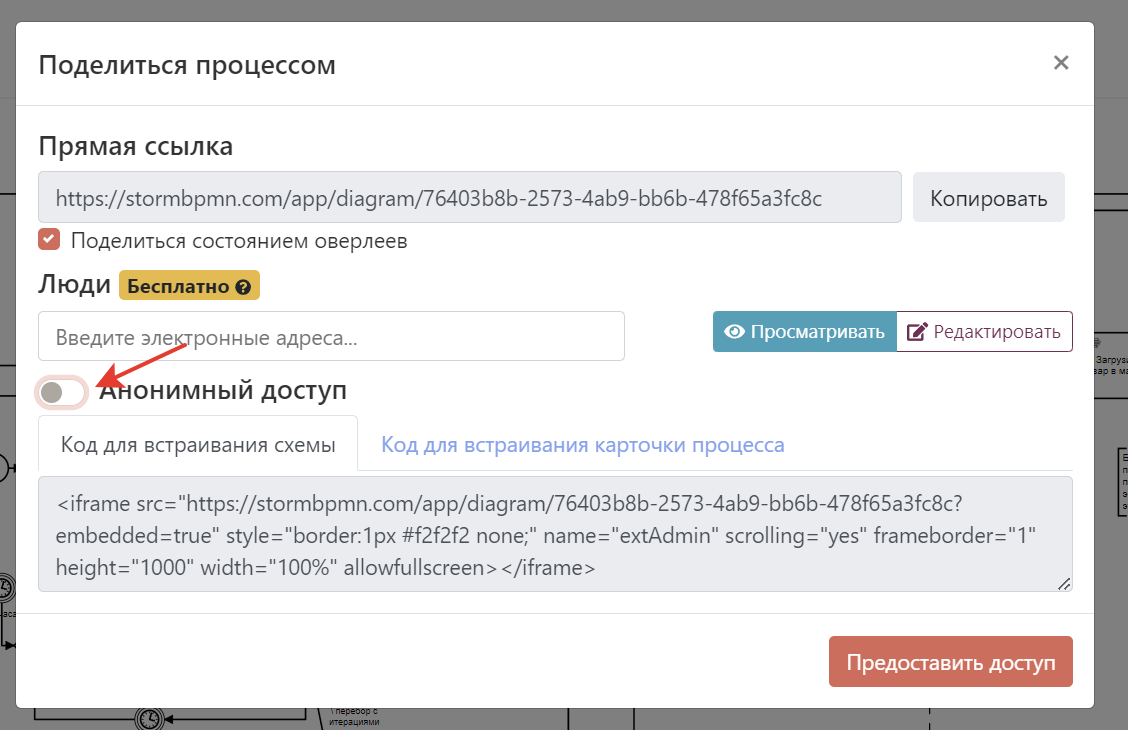 Поделиться процессом
×
Прямая ссылка
https://stormbpmn.com/app/diagram/76403b8b-2573-4ab9-bb6b-478f65a3fc8c
Копировать
Поделиться состоянием оверлеев
Люди Бесплатно
Введите электронные адреса...
Просматривать
Редактировать
Анонимный доступ
Код для встраивания схемы
Код для встраивания карточки процесса
<iframe src="https://stormbpmn.com/app/diagram/76403b8b-2573-4ab9-bb6b-478f65a3fc8c?
embedded=true" style="border:1px #f2f2f2 none;" name="extAdmin" scrolling="yes" frameborder="1"
height="1000" width="100%" allowfullscreen></iframe>
Предоставить доступ
перебор с
итерациями